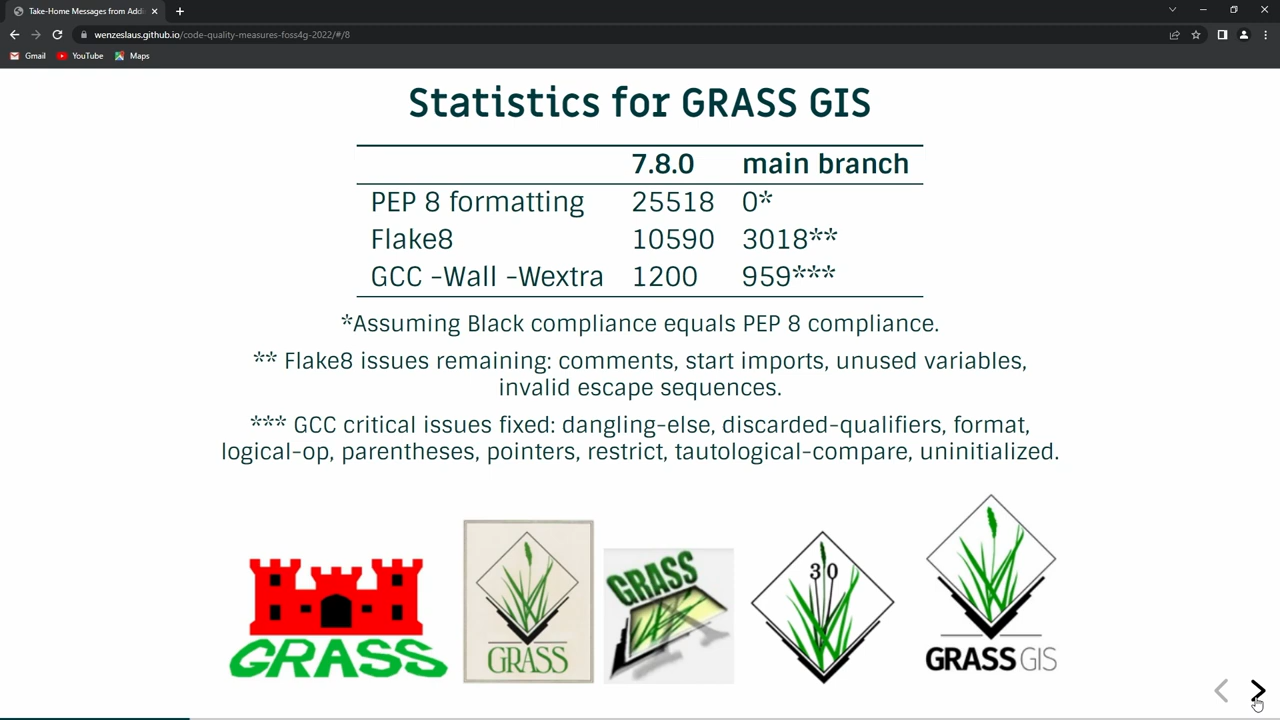 Take-Home Messages from Addi
wenzeslaus.github.io/code-quality-measures-foss4g-2022/#/8
Gmail YouTube Maps
Statistics for GRASS GIS
7.8.0 main branch
PEP 8 formatting 25518 0*
Flake8 10590 3018**
GCC -Wall -Wextra 1200 959***
*Assuming Black compliance equals PEP 8 compliance.
** Flake8 issues remaining: comments, start imports, unused variables,
invalid escape sequences.
*** GCC critical issues fixed: dangling-else, discarded-qualifiers, format,
logical-op, parentheses, pointers, restrict, tautological-compare, uninitialized.
GRASS
GRASS
GRASS
30
GRASS GIS